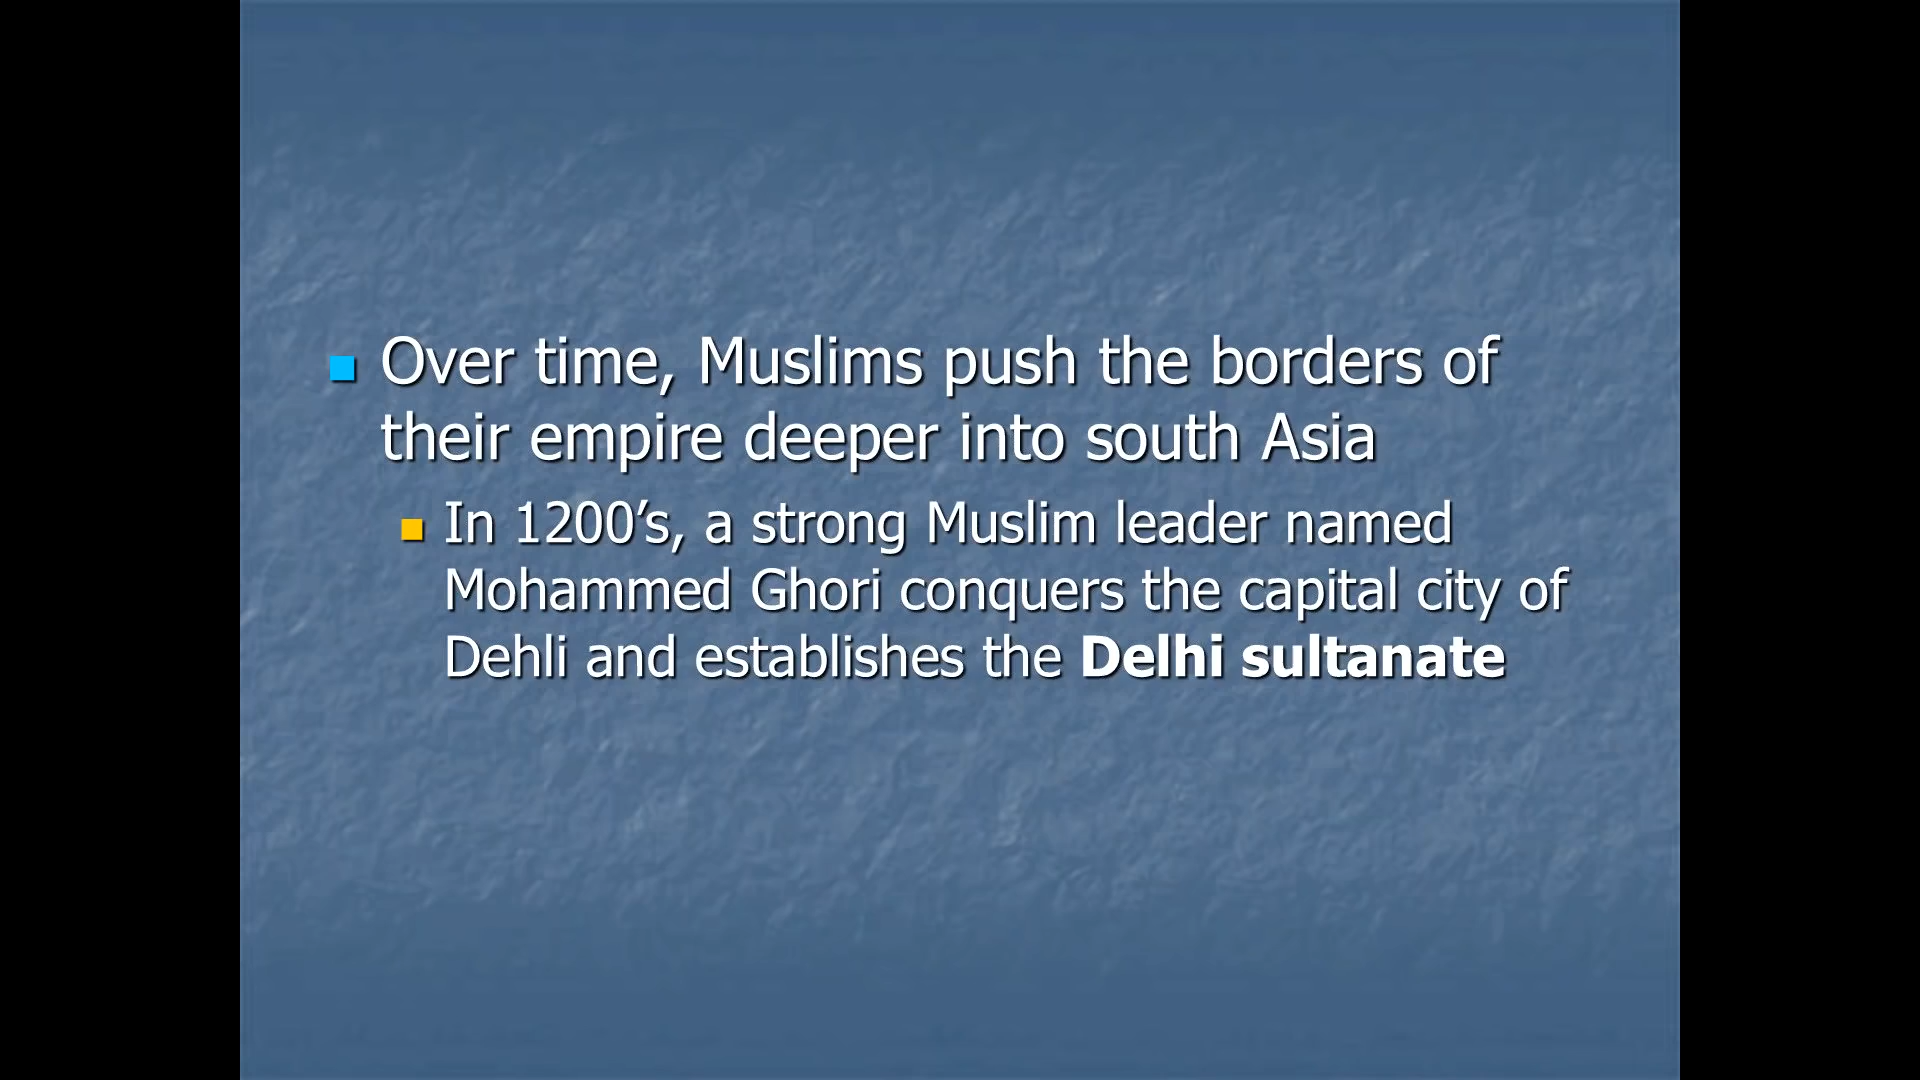 Over time, Muslims push the borders of
their empire deeper into south Asia
In 1200’s, a strong Muslim leader named
Mohammed Ghori conquers the capital city of
Dehli and establishes the Delhi sultanate